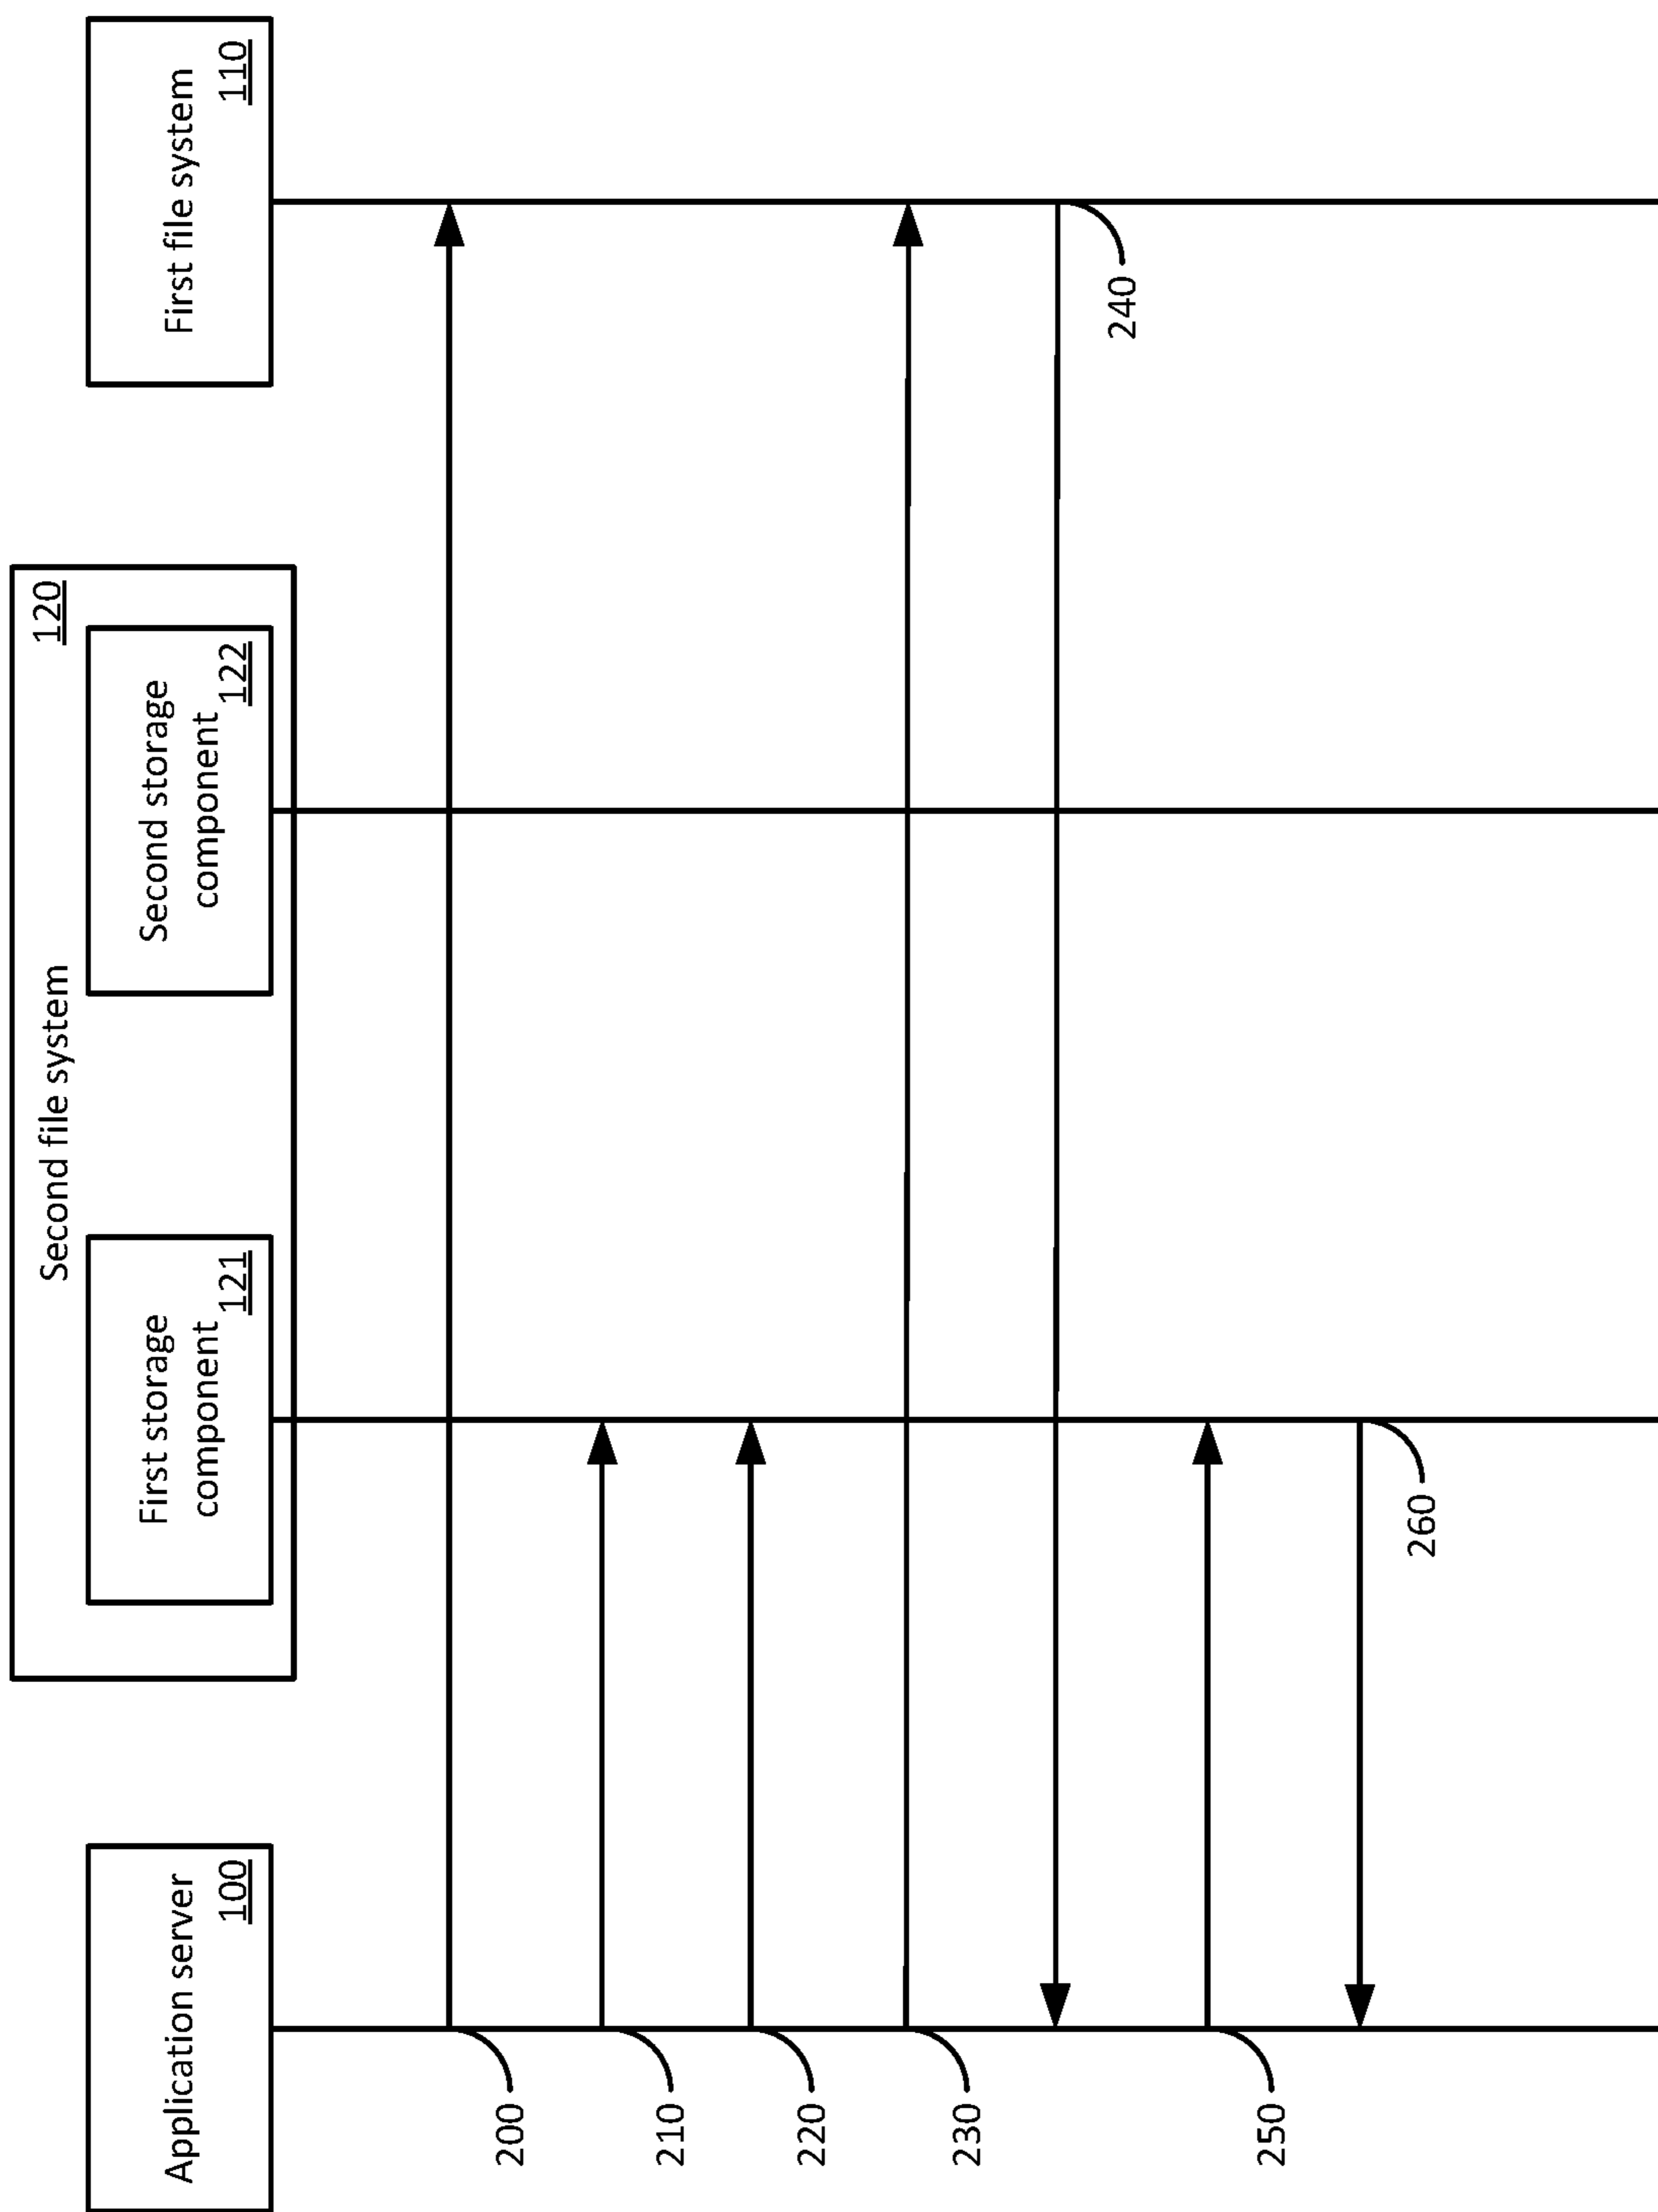 Second file system
120
Application server
100
First storage
component
121
Second storage
component
122
First file system
110
200
210
220
230
240
250
260